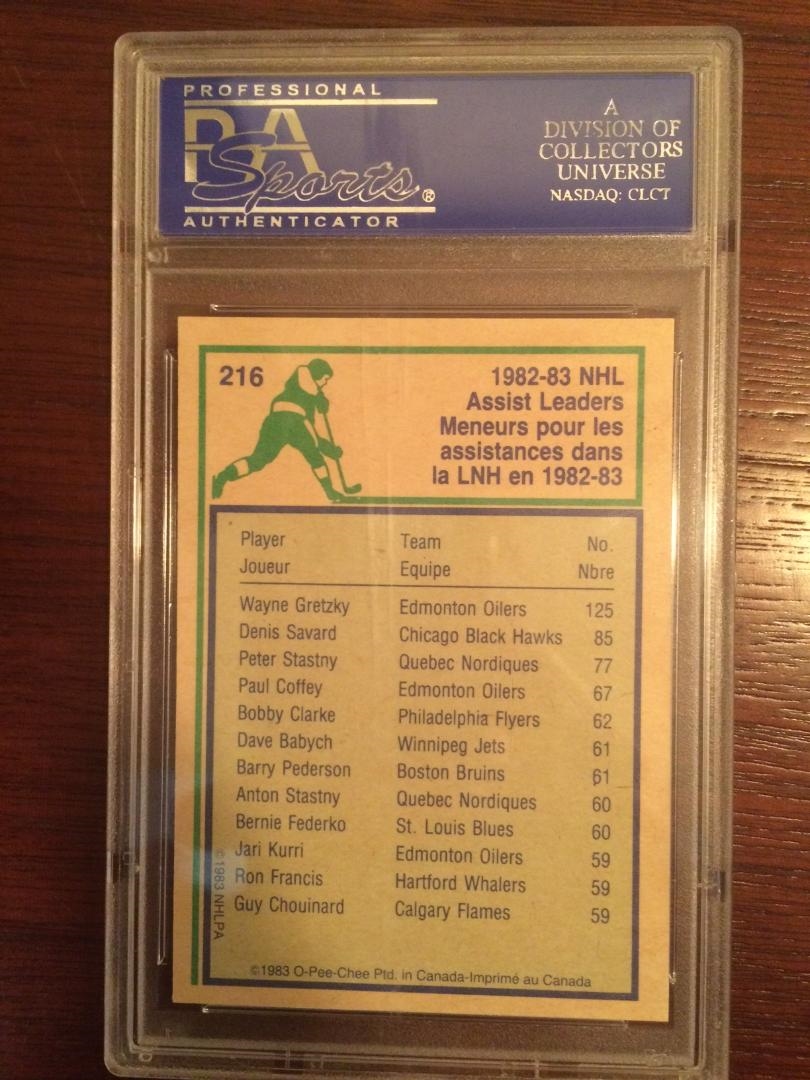 PROFESSIONAL
PSA
Sports®
AUTHENTICATOR
A
DIVISION OF
COLLECTORS
UNIVERSE
NASDAQ: CLCT
216
1982-83 NHL
Assist Leaders
Meneurs pour les
assistances dans
la LNH en 1982-83
Player Team No.
Joueur Equipe Nbre
Wayne Gretzky Edmonton Oilers 125
Denis Savard Chicago Black Hawks 85
Peter Stastny Quebec Nordiques 77
Paul Coffey Edmonton Oilers 67
Bobby Clarke Philadelphia Flyers 62
Dave Babych Winnipeg Jets 61
Barry Pederson Boston Bruins 61
Anton Stastny Quebec Nordiques 60
Bernie Federko St. Louis Blues 60
Jari Kurri Edmonton Oilers 59
Ron Francis Hartford Whalers 59
Guy Chouinard Calgary Flames 59
©1983 NHLPA
©1983 O-Pee-Chee Ptd. in Canada-Imprimé au Canada